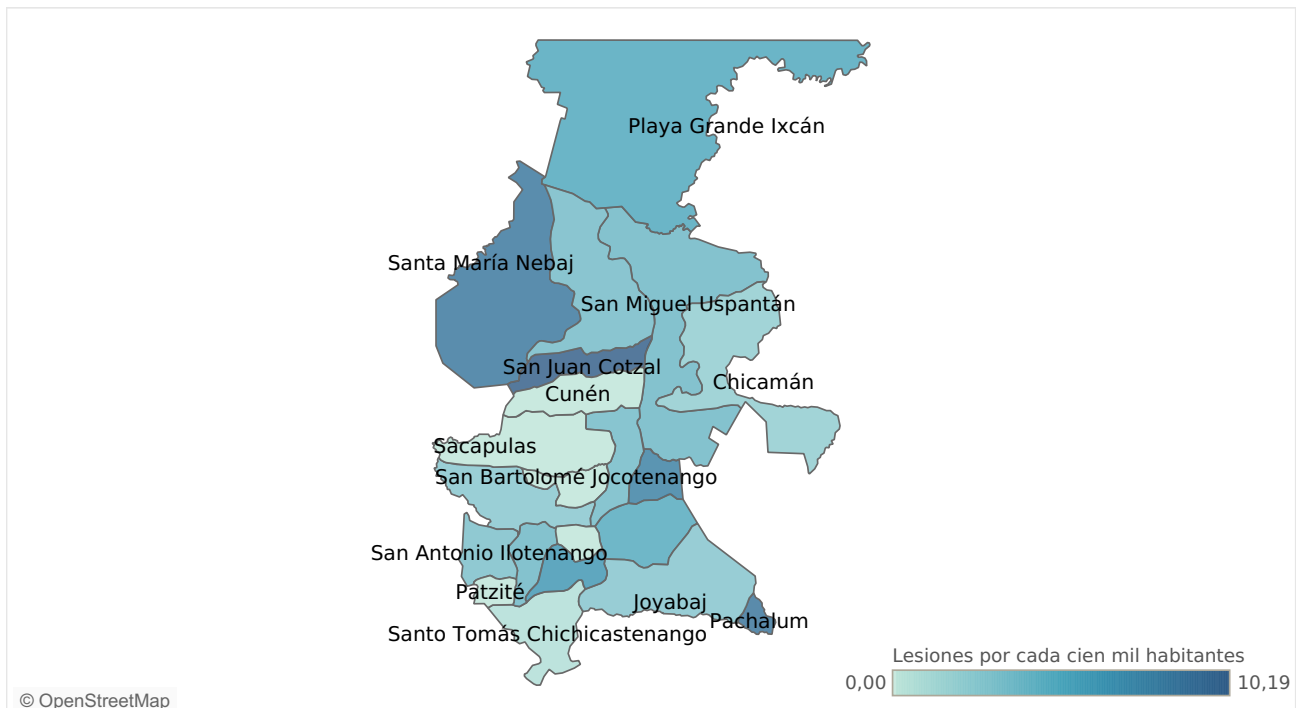 Playa Grande Ixcán
Santa María Nebaj
San Miguel Uspantán
San Juan Cotzal
Chicamán
Cunén
Sacapulas
San Bartolomé Jocotenango
San Antonio Ilotenango
Patzité
Joyabaj
Pachalum
Santo Tomás Chichicastenango
Lesiones por cada cien mil habitantes
0,00 10,19
© OpenStreetMap